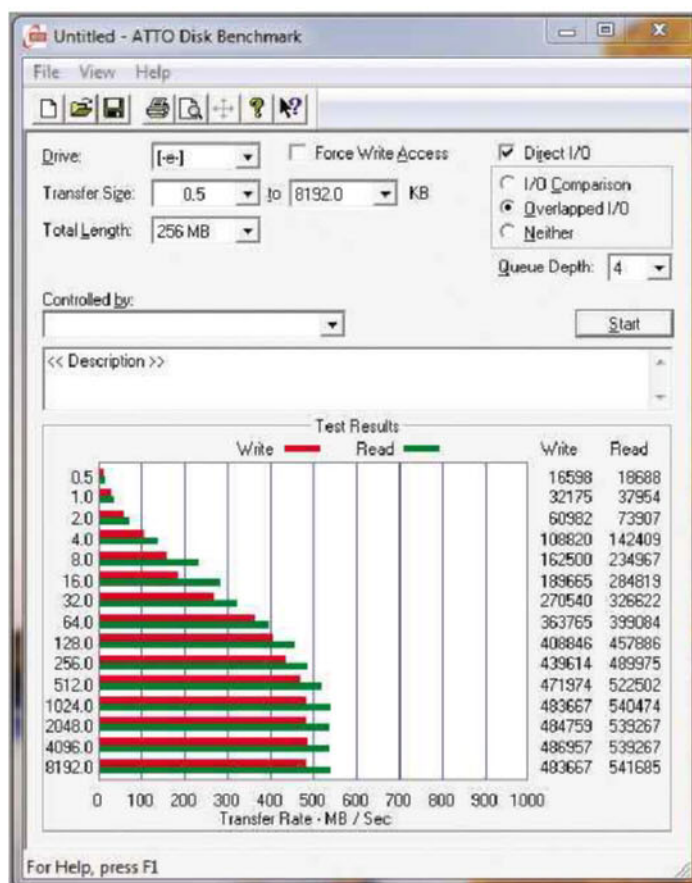 Untitled - ATTO Disk Benchmark
File View Help
Drive: [-e-] Force Write Access Direct I/O
Transfer Size: 0.5 to 8192.0 KB I/O Comparison
Overlapped I/O
Total Length: 256 MB Neither
Queue Depth: 4
Controlled by:
Start
<< Description >>
Test Results
Write Read Write Read
0.5 16598 18688
1.0 32175 37954
2.0 60982 73907
4.0 108820 142409
8.0 162500 234967
16.0 189665 284819
32.0 270540 326622
64.0 363765 399084
128.0 408846 457886
256.0 439614 489975
512.0 471974 522502
1024.0 483667 540474
2048.0 484759 539267
4096.0 486957 539267
8192.0 483667 541685
0 100 200 300 400 500 600 700 800 900 1000
Transfer Rate - MB / Sec
For Help, press F1